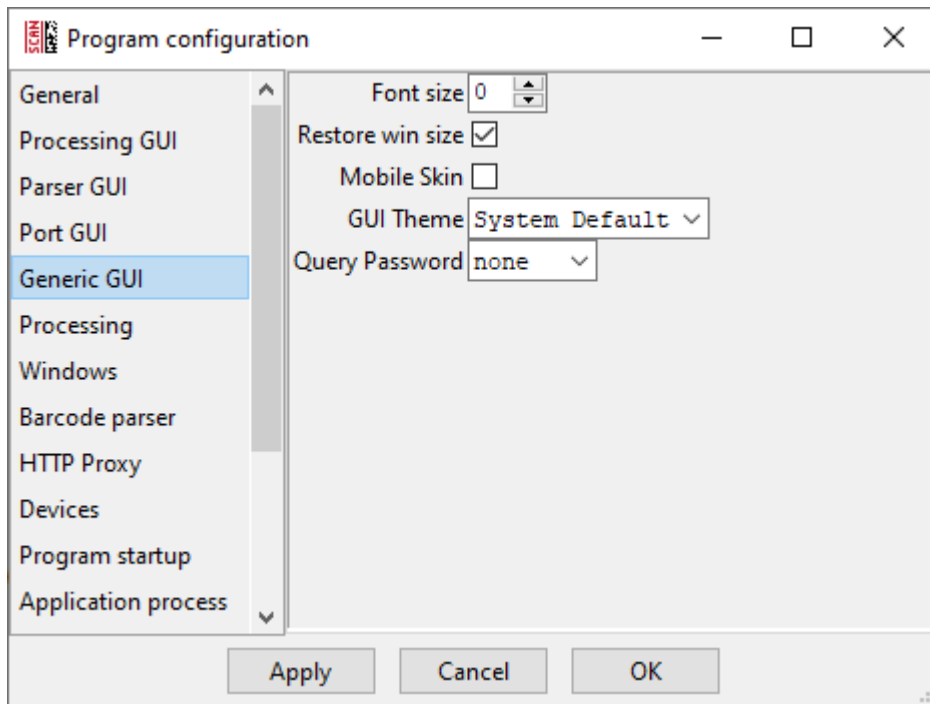 SCAN
Program configuration
General
Processing GUI
Parser GUI
Port GUI
Generic GUI
Processing
Windows
Barcode parser
HTTP Proxy
Devices
Program startup
Application process
Font size 0
Restore win size
Mobile Skin
GUI Theme System Default
Query Password none
Apply Cancel OK